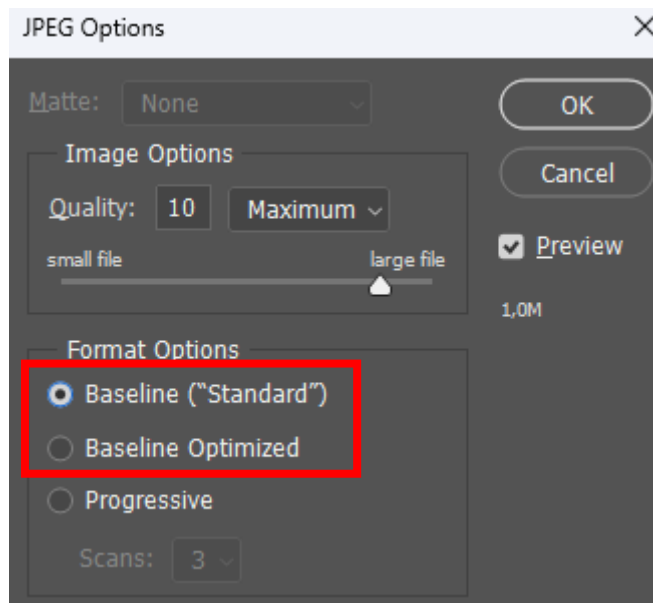 JPEG Options
Matte: None
OK
Image Options
Cancel
Quality: 10 Maximum
Preview
small file large file
1,0M
Format Options
Baseline (“Standard”)
Baseline Optimized
Progressive
Scans: 3